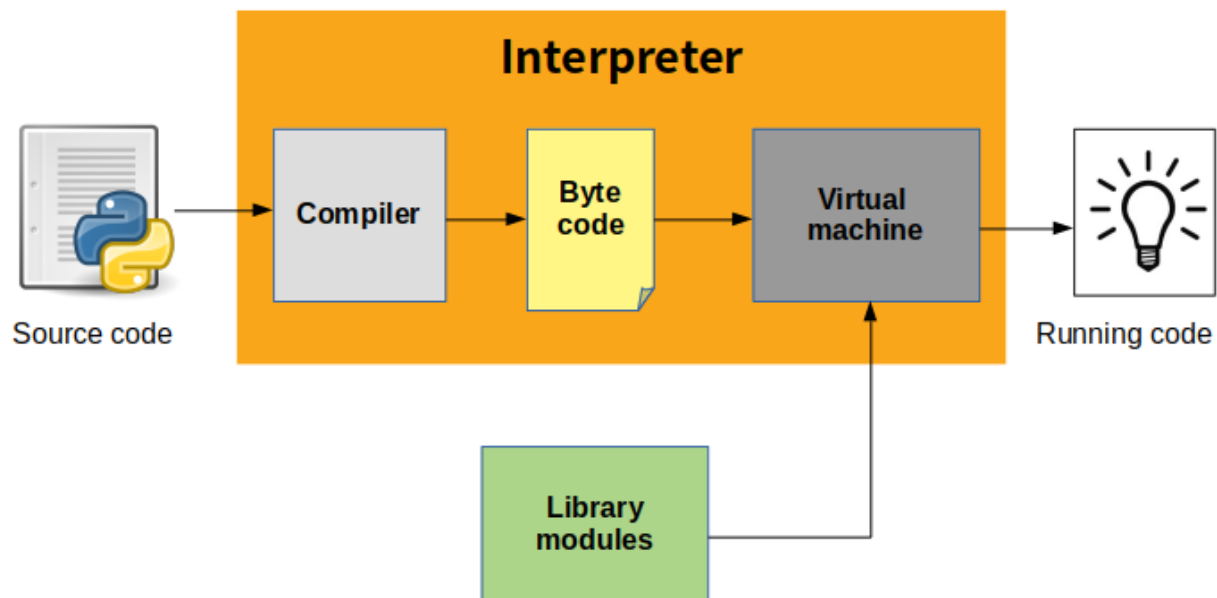 Interpreter
Source code
Compiler
Byte
code
Virtual
machine
Running code
Library
modules